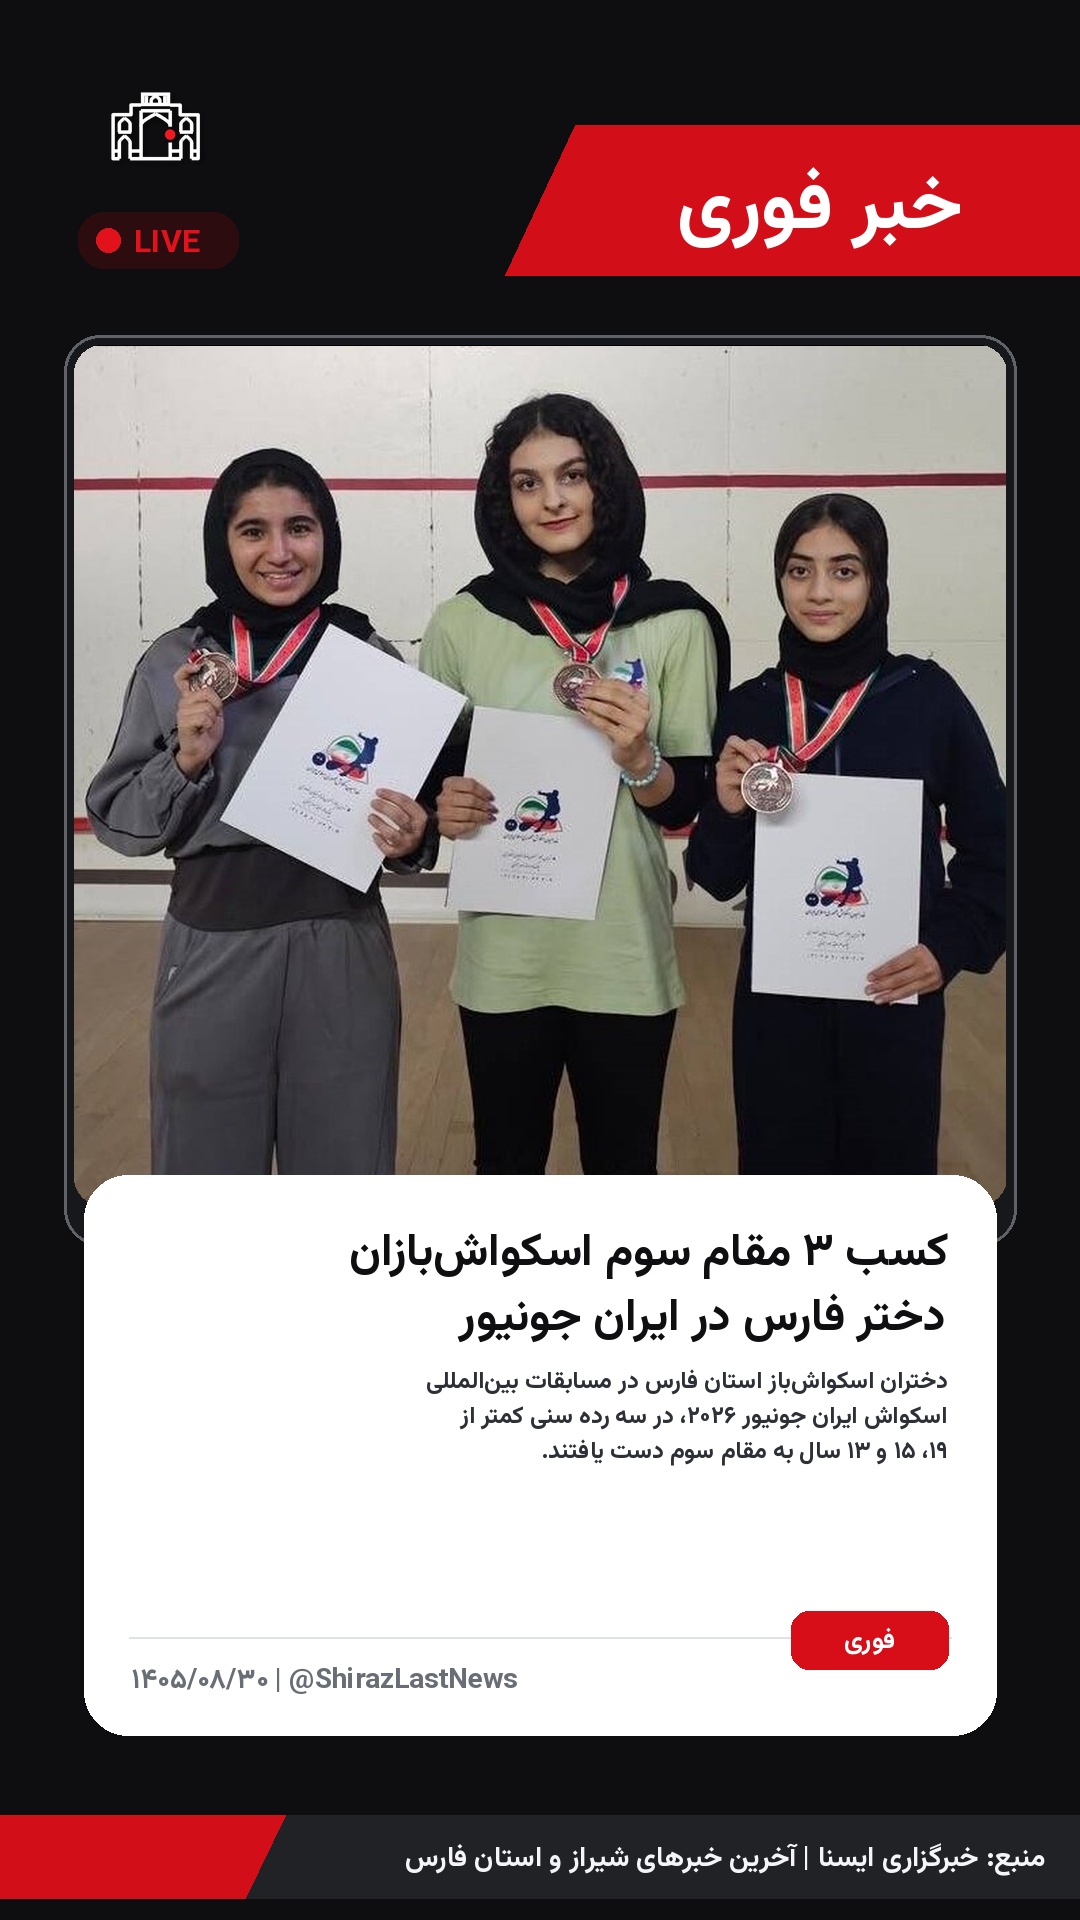 خبر فوری
LIVE
کسب ۳ مقام سوم اسکواش‌بازان
دختر فارس در ایران جونیور
دختران اسکواش‌باز استان فارس در مسابقات بین‌المللی
اسکواش ایران جونیور ۲۰۲۶، در سه رده سنی کمتر از
۱۹، ۱۵ و ۱۳ سال به مقام سوم دست یافتند.
فوری
۱۴۰۵/۰۸/۳۰ | @ShirazLastNews
منبع: خبرگزاری ایسنا | آخرین خبرهای شیراز و استان فارس